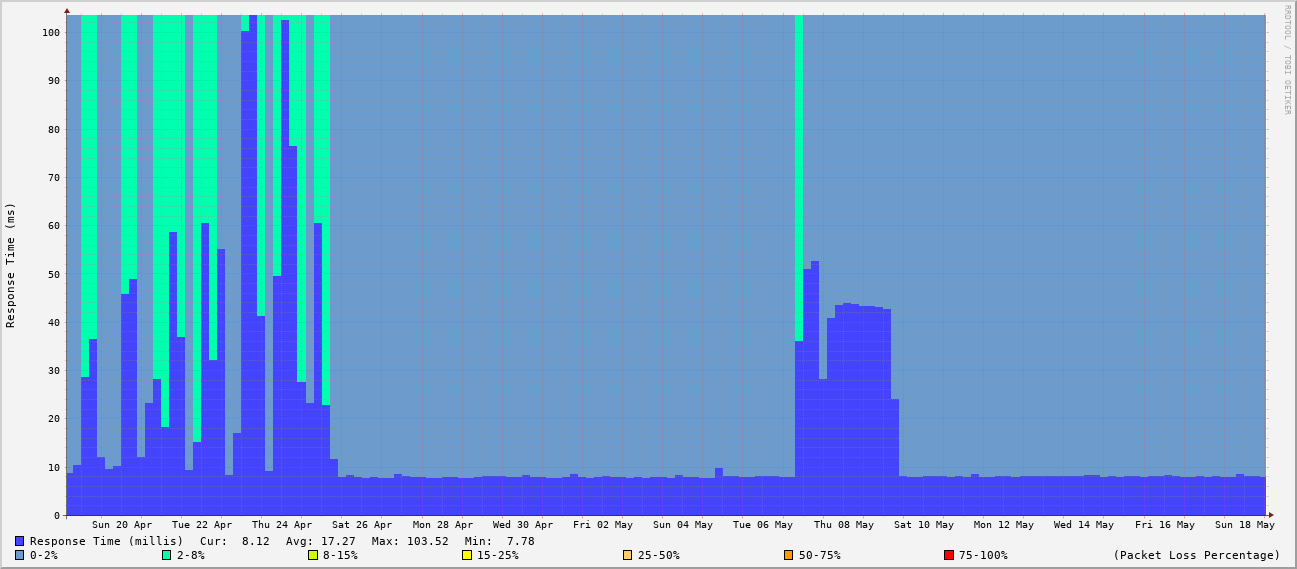 RRDTOOL / TOBI OETIKER
Response Time (ms)
100
90
80
70
60
50
40
30
20
10
0
Sun 20 Apr Tue 22 Apr Thu 24 Apr Sat 26 Apr Mon 28 Apr Wed 30 Apr Fri 02 May Sun 04 May Tue 06 May Thu 08 May Sat 10 May Mon 12 May Wed 14 May Fri 16 May Sun 18 May
Response Time (millis) Cur: 8.12 Avg: 17.27 Max: 103.52 Min: 7.78
0-2% 2-8% 8-15% 15-25% 25-50% 50-75% 75-100% (Packet Loss Percentage)